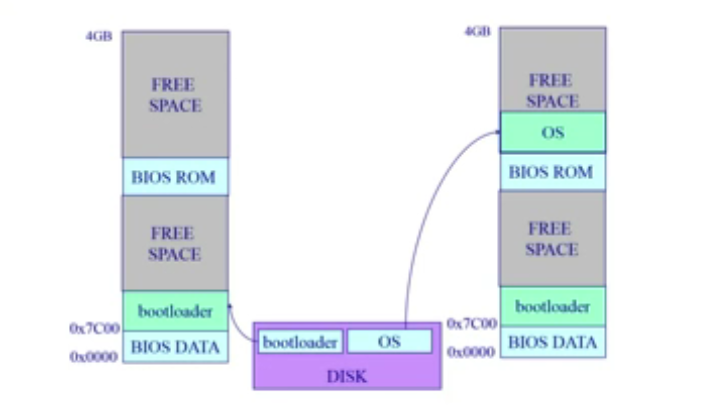 4GB
FREE
SPACE
BIOS ROM
FREE
SPACE
bootloader
0x7C00
BIOS DATA
0x0000
bootloader
OS
DISK
4GB
FREE
SPACE
OS
BIOS ROM
FREE
SPACE
bootloader
0x7C00
BIOS DATA
0x0000